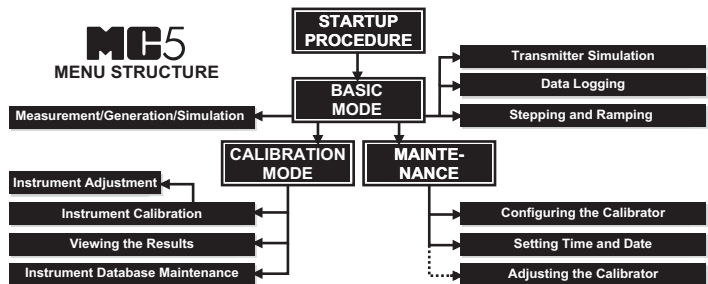 MC5
MENU STRUCTURE
STARTUP
PROCEDURE
Transmitter Simulation
Data Logging
BASIC
MODE
Measurement/Generation/Simulation
Stepping and Ramping
CALIBRATION
MODE
MAINTE-
NANCE
Instrument Adjustment
Instrument Calibration
Configuring the Calibrator
Viewing the Results
Setting Time and Date
Instrument Database Maintenance
Adjusting the Calibrator